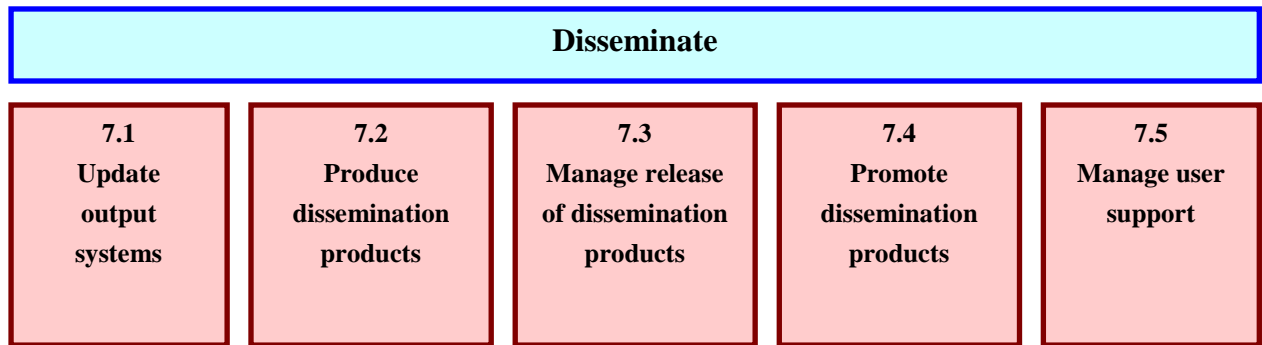 Disseminate
7.1
Update
output
systems
7.2
Produce
dissemination
products
7.3
Manage release
of dissemination
products
7.4
Promote
dissemination
products
7.5
Manage user
support